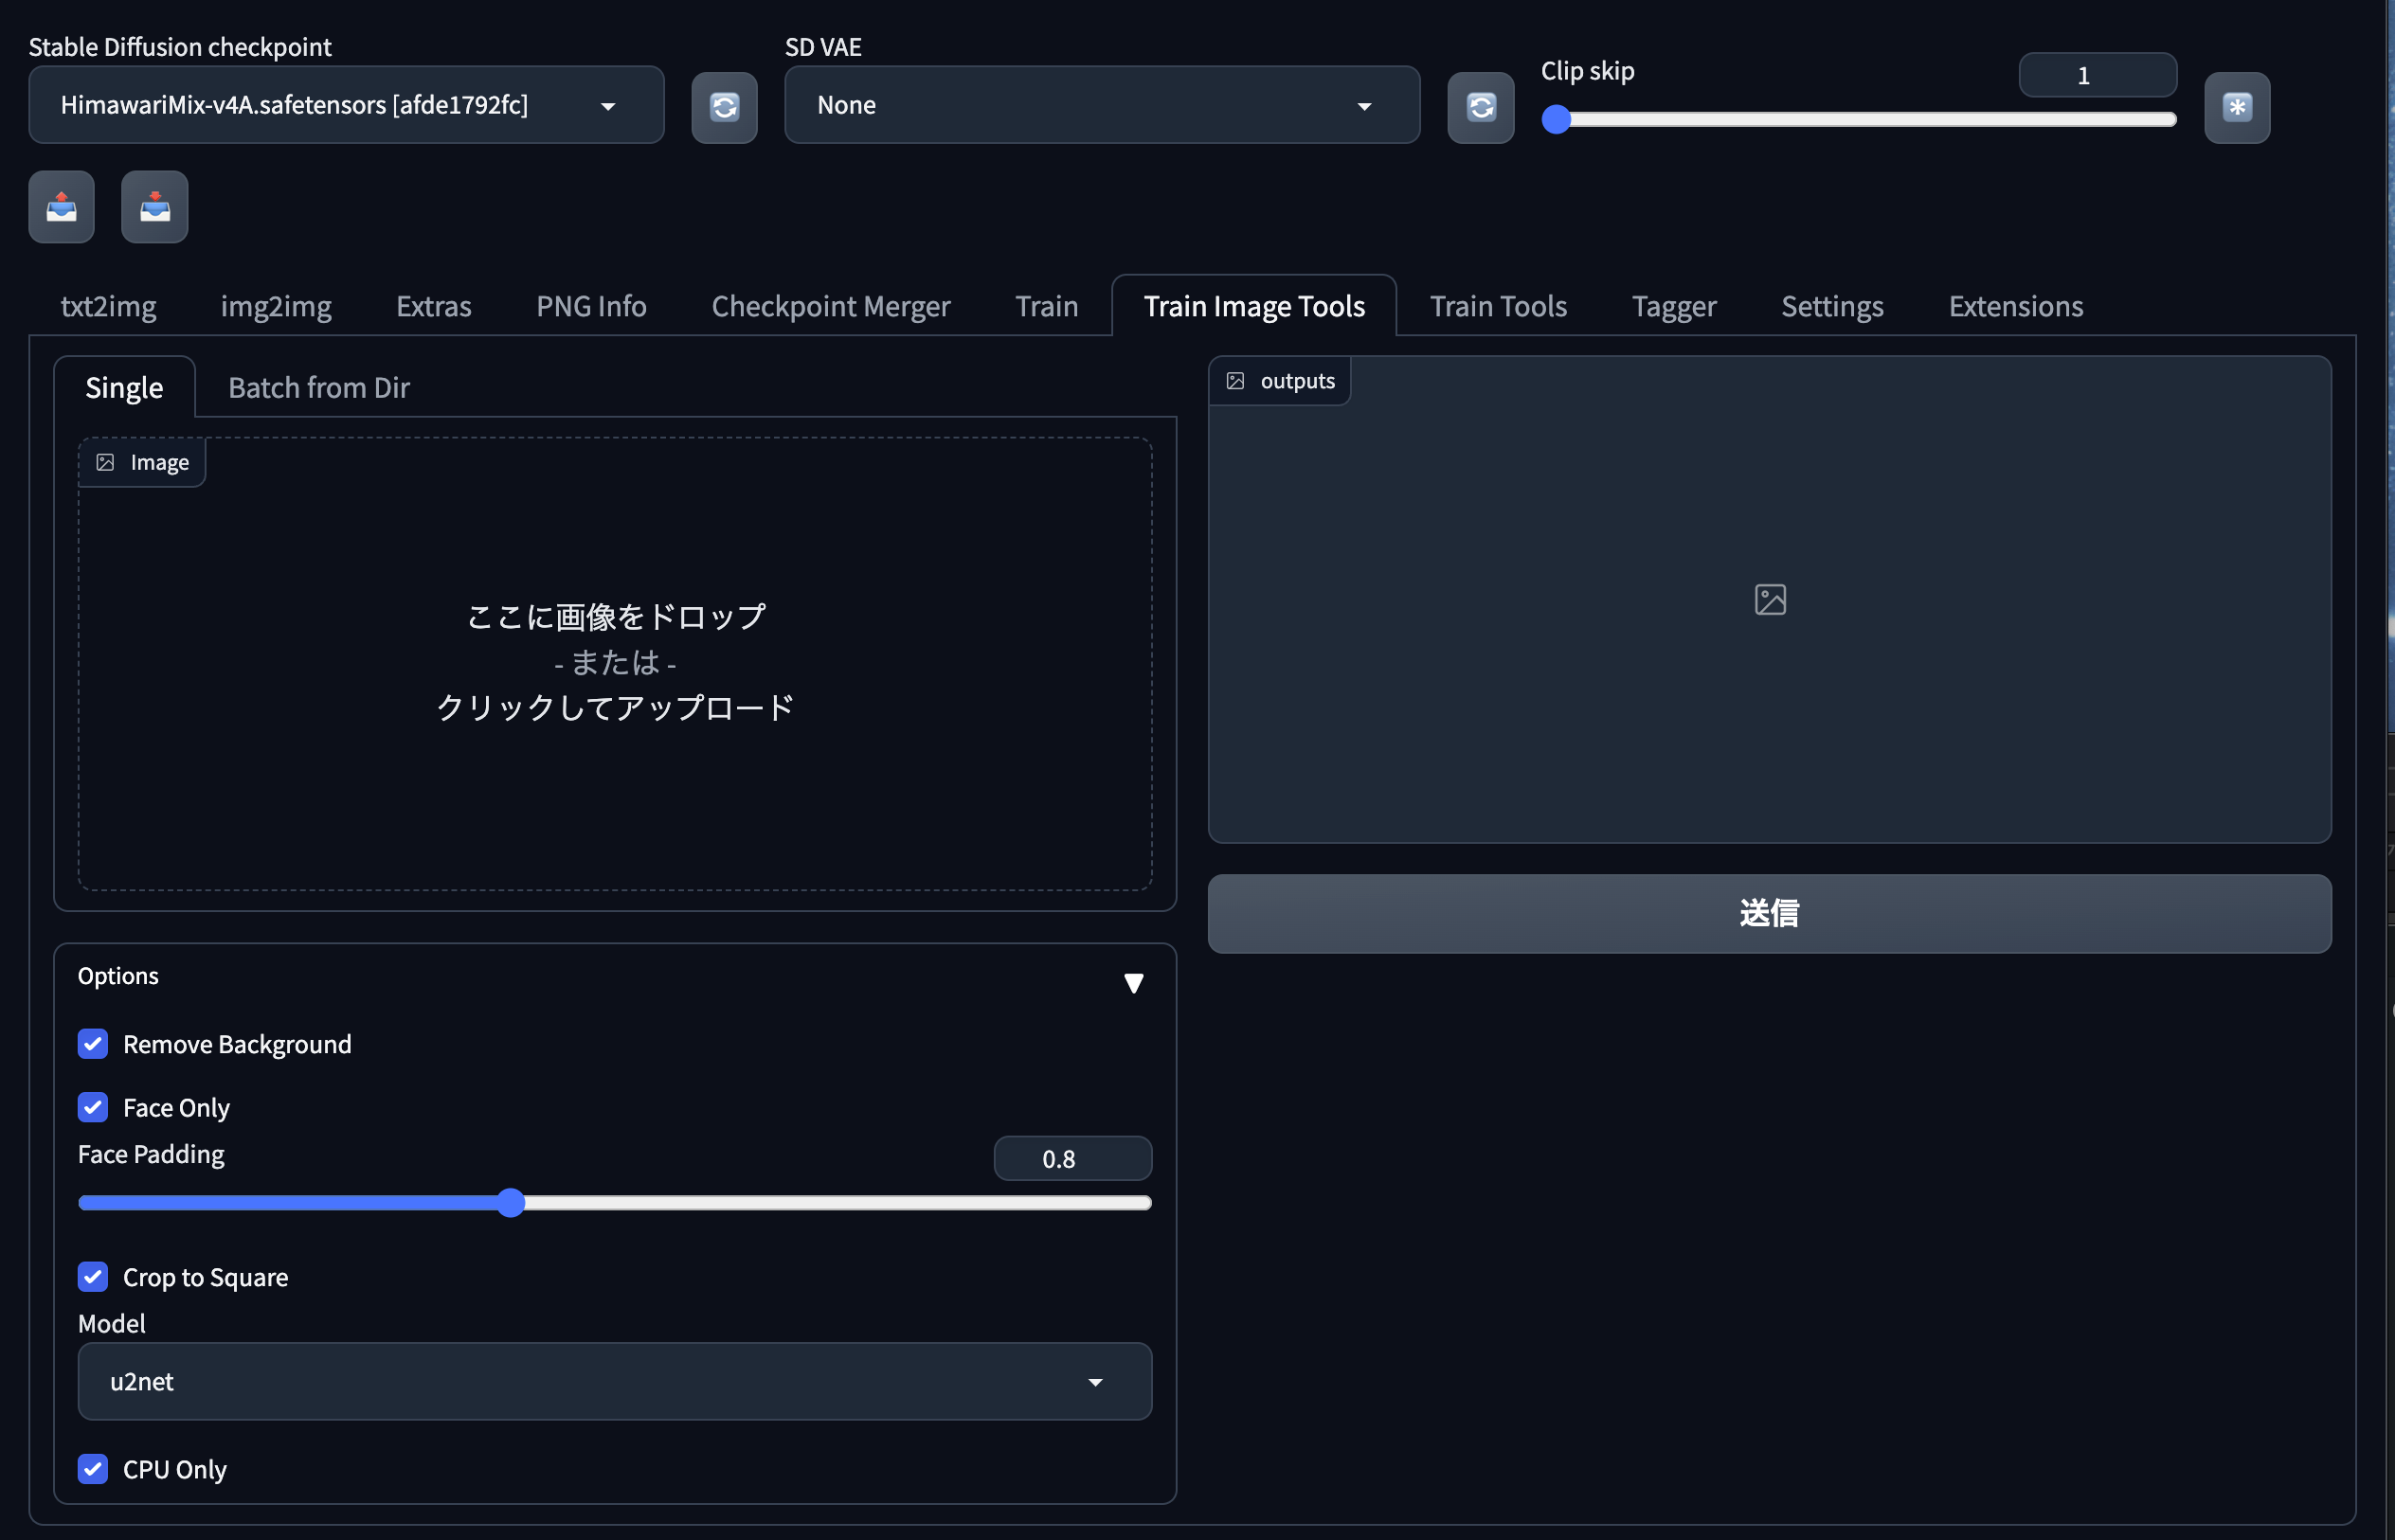 Stable Diffusion checkpoint
HimawariMix-v4A.safetensors [afde1792fc]
SD VAE
None
Clip skip
1
txt2img
img2img
Extras
PNG Info
Checkpoint Merger
Train
Train Image Tools
Train Tools
Tagger
Settings
Extensions
Single
Batch from Dir
Image
ここに画像をドロップ
- または -
クリックしてアップロード
outputs
送信
Options
Remove Background
Face Only
Face Padding
0.8
Crop to Square
Model
u2net
CPU Only